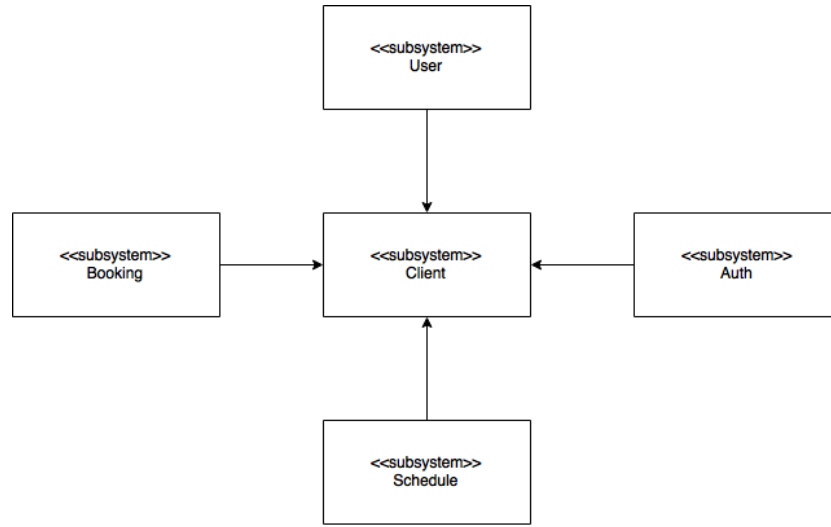 <<subsystem>>
User
<<subsystem>>
Booking
<<subsystem>>
Client
<<subsystem>>
Auth
<<subsystem>>
Schedule